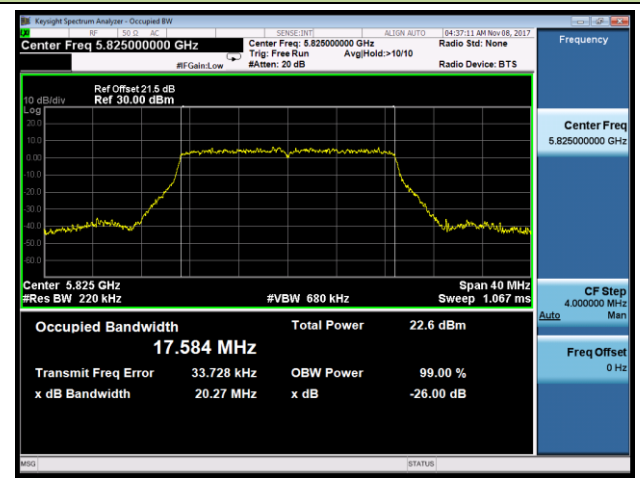 Keysight Spectrum Analyzer - Occupied BW
RF 50 Ω AC SENSE:INT ALIGN AUTO 04:37:11 AM Nov 08, 2017
Center Freq 5.825000000 GHz
Center Freq: 5.825000000 GHz
Radio Std: None
Trig: Free Run Avg|Hold:>10/10
#IFGain:Low #Atten: 20 dB Radio Device: BTS
Frequency
Ref Offset 21.5 dB
10 dB/div Ref 30.00 dBm
Log
20.0
10.0
0.00
-10.0
-20.0
-30.0
-40.0
-50.0
-60.0
Center 5.825 GHz Span 40 MHz
#Res BW 220 kHz #VBW 680 kHz Sweep 1.067 ms
Occupied Bandwidth Total Power 22.6 dBm
17.584 MHz
Transmit Freq Error 33.728 kHz OBW Power 99.00 %
x dB Bandwidth 20.27 MHz x dB -26.00 dB
Center Freq
5.825000000 GHz
CF Step
4.000000 MHz
Auto Man
Freq Offset
0 Hz
MSG STATUS